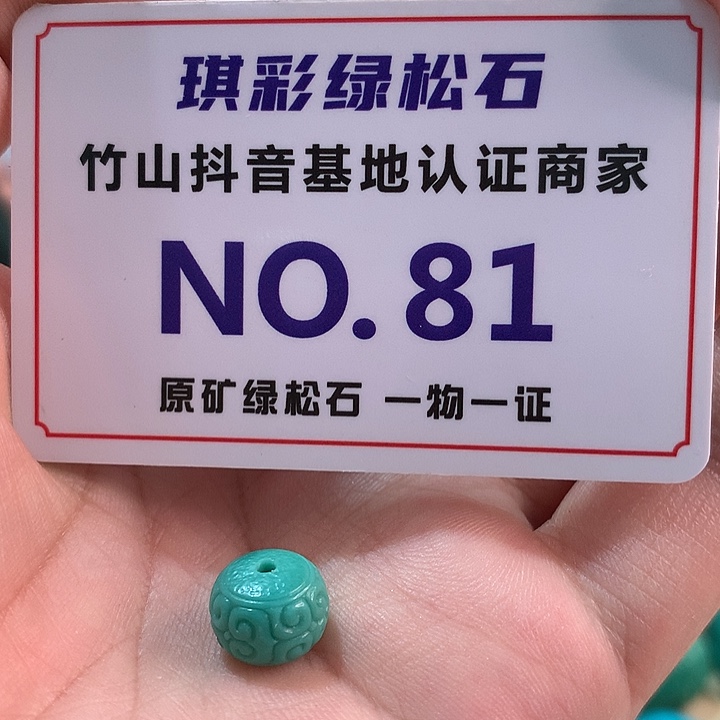 琪彩绿松石
竹山抖音基地认证商家
NO.81
原矿绿松石 一物一证